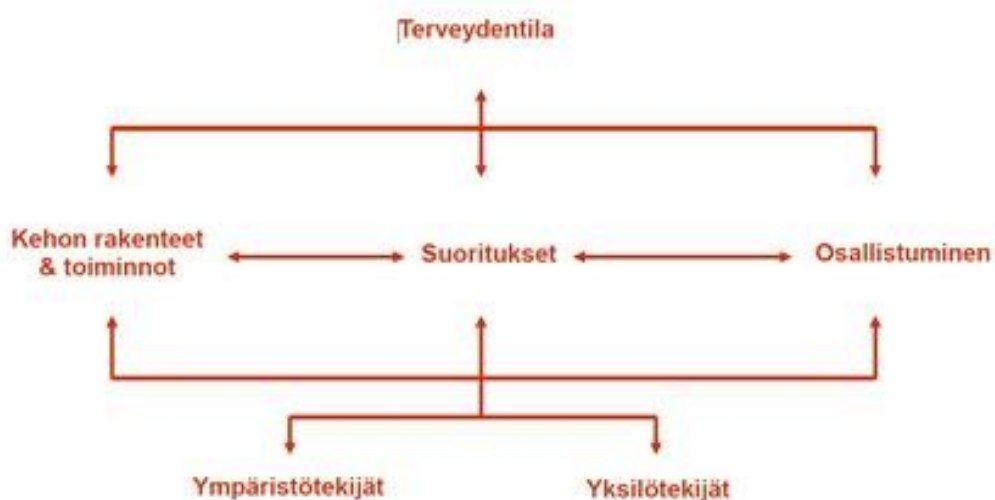 Terveydentila
Kehon rakenteet
& toiminnot
Suoritukset
Osallistuminen
Ympäristötekijät
Yksilötekijät